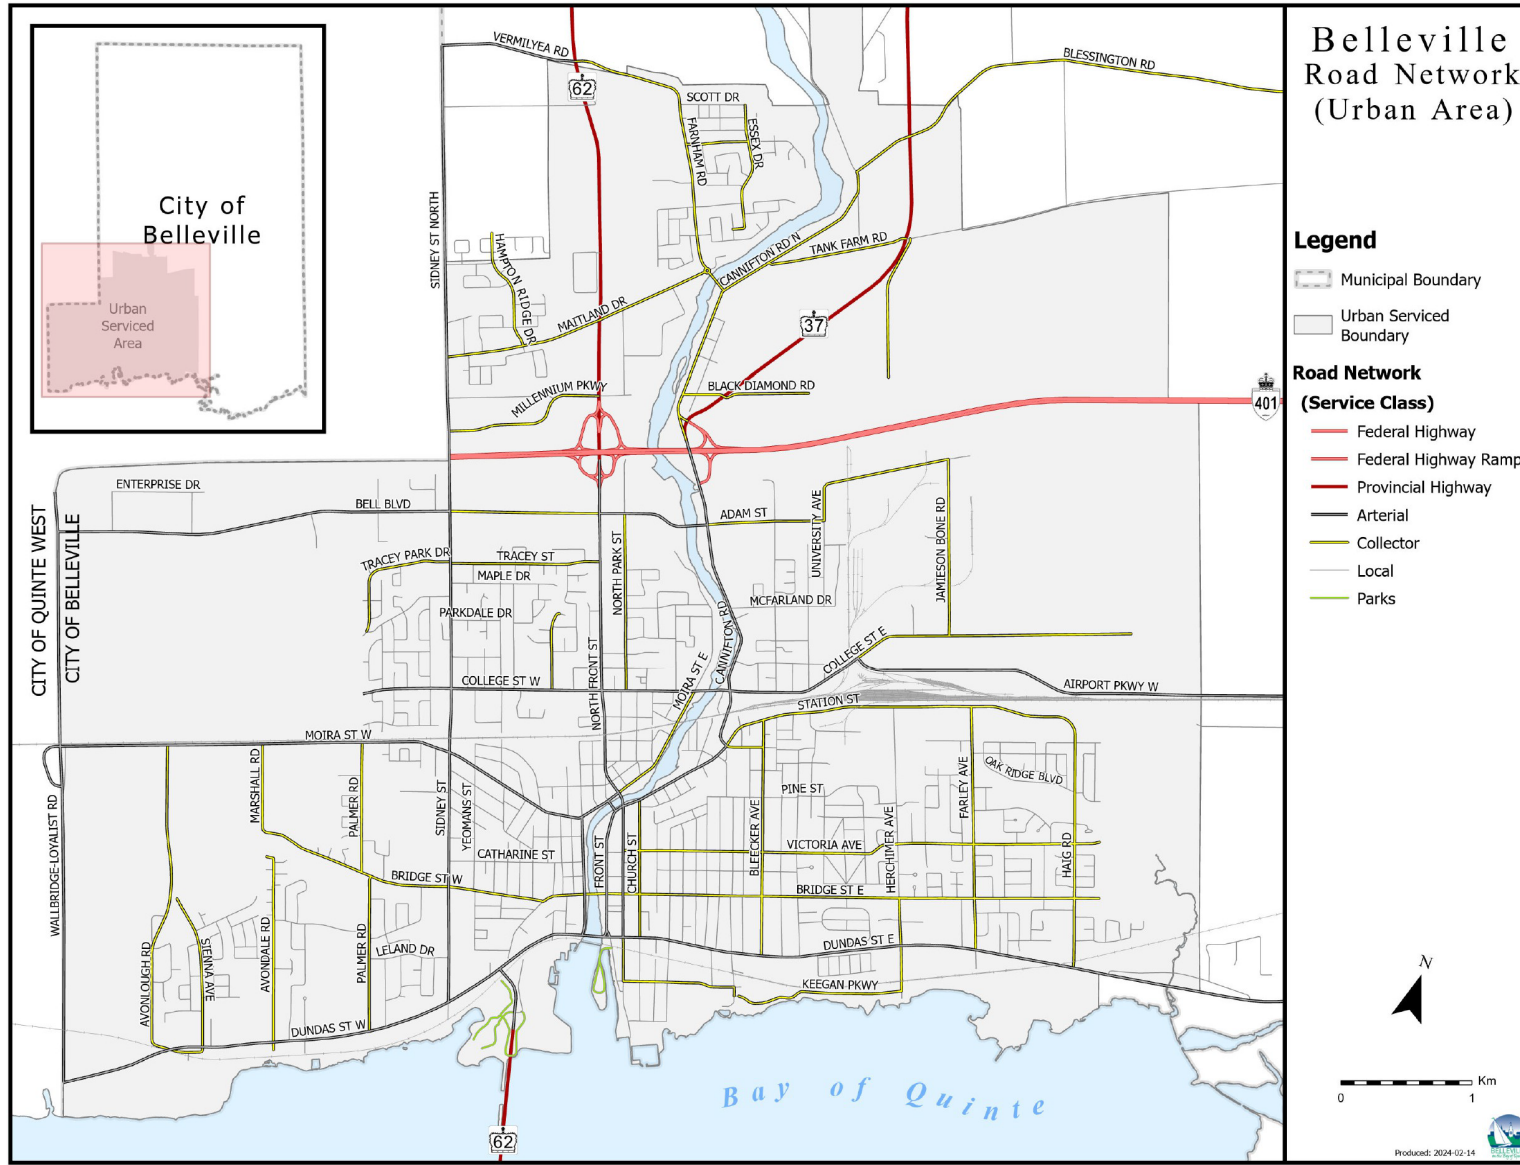 Belleville
Road Network
(Urban Area)
City of
Belleville
Urban
Serviced
Area
Legend
Municipal Boundary
Urban Serviced
Boundary
Road Network
(Service Class)
Federal Highway
Federal Highway Ramp
Provincial Highway
Arterial
Collector
Local
Parks
VERMILYEA RD
62
BLESSINGTON RD
SCOTT DR
FARNHAM RD
ESSEX DR
SIDNEY ST NORTH
HAMPTON RIDGE DR
CANNIFTON RD N
TANK FARM RD
MAITLAND DR
37
MILLENNIUM PKWY
BLACK DIAMOND RD
401
ENTERPRISE DR
BELL BLVD
ADAM ST
UNIVERSITY AVE
JAMIESON BONE RD
CITY OF QUINTE WEST
CITY OF BELLEVILLE
TRACEY PARK DR
TRACEY ST
MAPLE DR
NORTH PARK ST
PARKDALE DR
MCFARLAND DR
CANNIFTON RD
COLLEGE ST E
MOIRA ST E
NORTH FRONT ST
COLLEGE ST W
AIRPORT PKWY W
STATION ST
MOIRA ST W
MARSHALL RD
PALMER RD
SIDNEY ST
YEOMANS ST
OAK RIDGE BLVD
PINE ST
FARLEY AVE
WALLBRIDGE-LOYALIST RD
CATHARINE ST
FRONT ST
CHURCH ST
BLEECKER AVE
VICTORIA AVE
HERCHIMER AVE
HAIG RD
BRIDGE ST W
BRIDGE ST E
AVONLOUGH RD
SIENNA AVE
AVONDALE RD
PALMER RD
LELAND DR
DUNDAS ST E
KEEGAN PKWY
DUNDAS ST W
Bay of Quinte
62
N
Km
0
1
Produced: 2024-02-14